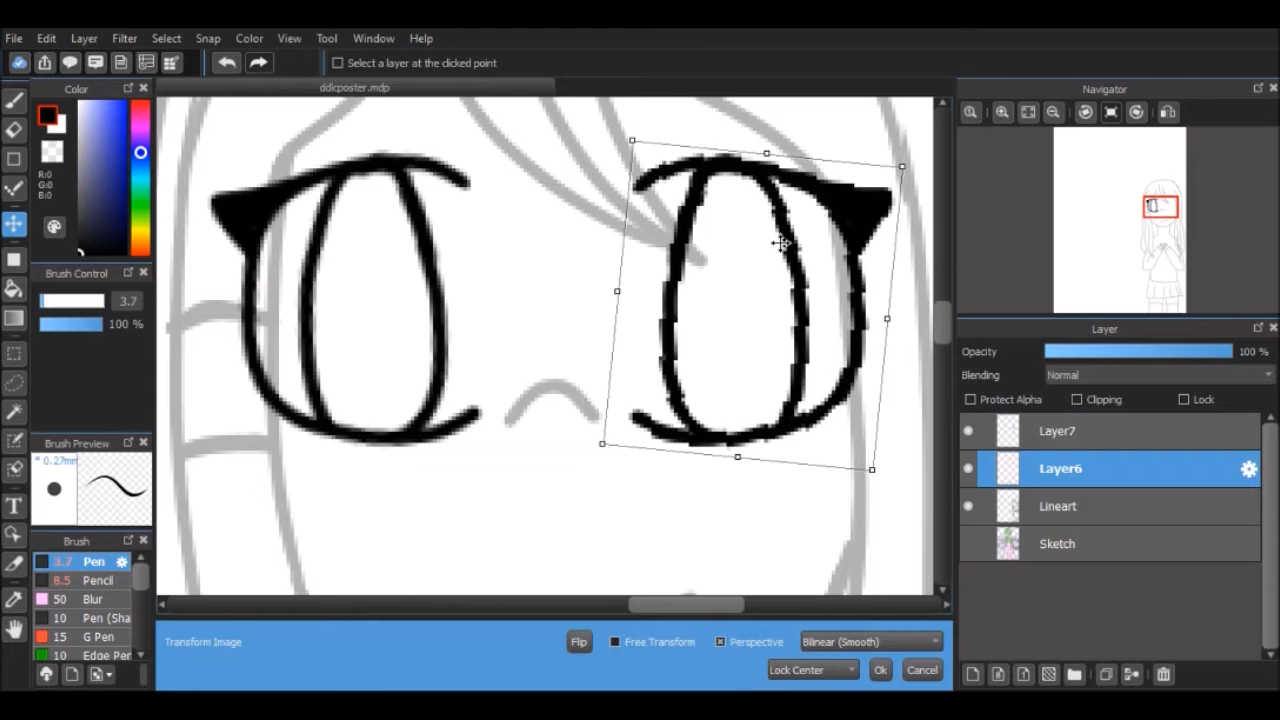 File Edit Layer Filter Select Snap Color View Tool Window Help
Select a layer at the clicked point
Color
ddlcposter.mdp
Navigator
R:0
G:0
B:0
Brush Control
3.7
100 %
Layer
Opacity 100 %
Blending Normal
Protect Alpha Clipping Lock
Layer7
Layer6
Lineart
Sketch
Brush Preview
* 0.27mm
Brush
3.7 Pen
8.5 Pencil
50 Blur
10 Pen (Sha
15 G Pen
10 Edge Pen
Transform Image Flip Free Transform Perspective Bilinear (Smooth)
Lock Center Ok Cancel